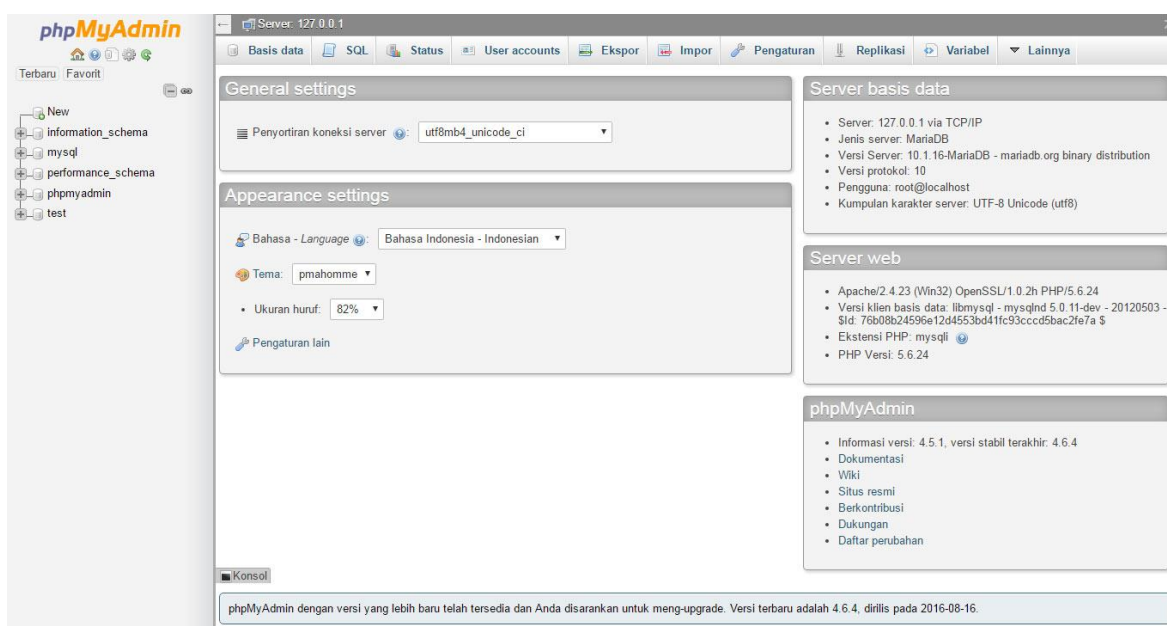 phpMyAdmin
Terbaru Favorit
New
information_schema
mysql
performance_schema
phpmyadmin
test
Server: 127.0.0.1
Basis data SQL Status User accounts Ekspor Impor Pengaturan Replikasi Variabel Lainnya
General settings
Penyortiran koneksi server : utf8mb4_unicode_ci
Appearance settings
Bahasa - Language : Bahasa Indonesia - Indonesian
Tema: pmahomme
• Ukuran huruf: 82%
Pengaturan lain
Server basis data
• Server: 127.0.0.1 via TCP/IP
• Jenis server: MariaDB
• Versi Server: 10.1.16-MariaDB - mariadb.org binary distribution
• Versi protokol: 10
• Pengguna: root@localhost
• Kumpulan karakter server: UTF-8 Unicode (utf8)
Server web
• Apache/2.4.23 (Win32) OpenSSL/1.0.2h PHP/5.6.24
• Versi klien basis data: libmysql - mysqlnd 5.0.11-dev - 20120503 -
$Id: 76b08b24596e12d4553bd41fc93cccd5bac2fe7a $
• Ekstensi PHP: mysqli
• PHP Versi: 5.6.24
phpMyAdmin
• Informasi versi: 4.5.1, versi stabil terakhir: 4.6.4
• Dokumentasi
• Wiki
• Situs resmi
• Berkontribusi
• Dukungan
• Daftar perubahan
Konsol
phpMyAdmin dengan versi yang lebih baru telah tersedia dan Anda disarankan untuk meng-upgrade. Versi terbaru adalah 4.6.4, dirilis pada 2016-08-16.